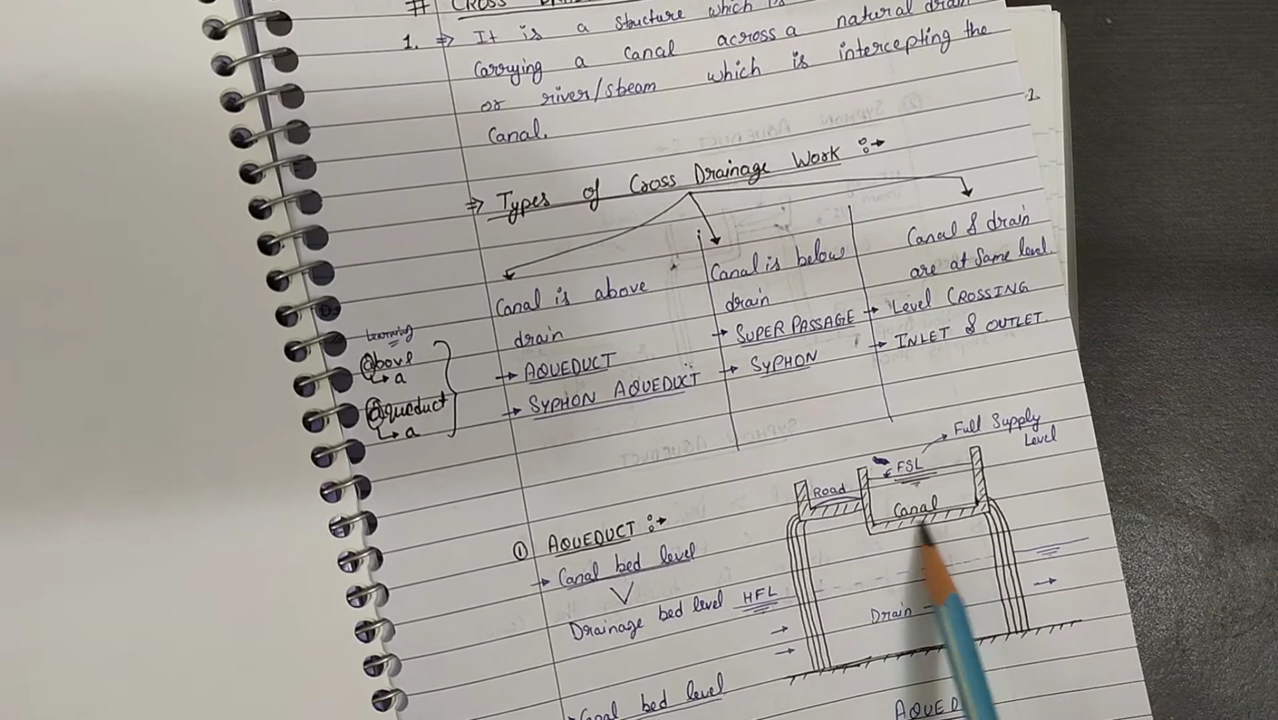 # CROSS
1. ⇒ It is a structure which is
carrying a canal across a natural drain
or river/steam which is intercepting the
Canal.
⇒ Types of Cross Drainage Work :→
Canal is above
drain
→ AQUEDUCT
→ SYPHON AQUEDUCT
Canal is below
drain
→ SUPER PASSAGE
→ SYPHON
Canal & drain
are at Same level.
→ Level CROSSING
→ INLET & OUTLET.
Learning
above
↳ a
aqueduct
↳ a
① AQUEDUCT :→
→ Canal bed level
V
Drainage bed level
Canal bed level
Full Supply
Level
FSL
Road
Canal
HFL
Drain
AQUED